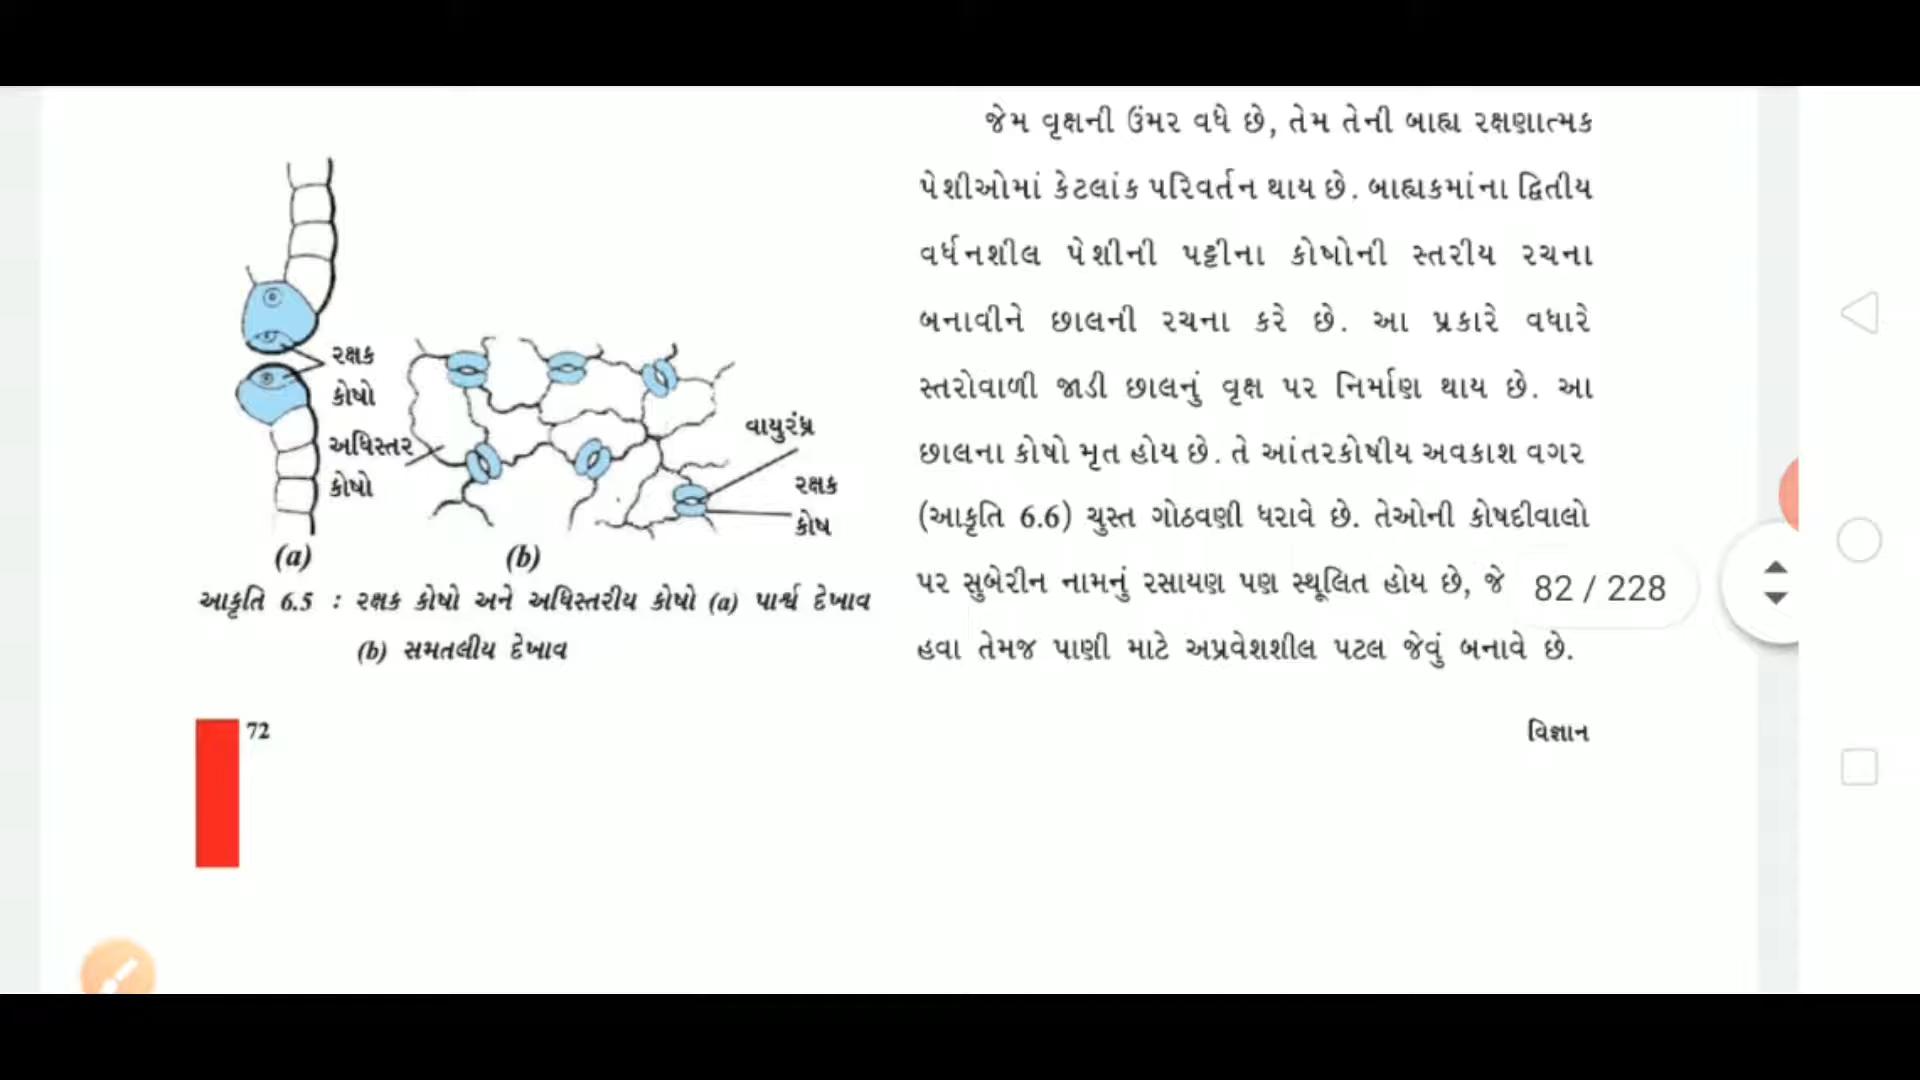 રક્ષક
કોષો
અધિસ્તર
કોષો
વાયુરંધ્ર
રક્ષક
કોષ
(a)
(b)
આકૃતિ 6.5 : રક્ષક કોષો અને અધિસ્તરીય કોષો (a) પાર્શ્વ દેખાવ
(b) સમતલીય દેખાવ
જેમ વૃક્ષની ઉંમર વધે છે, તેમ તેની બાહ્ય રક્ષણાત્મક
પેશીઓમાં કેટલાંક પરિવર્તન થાય છે. બાહ્યકમાંના દ્વિતીય
વર્ધનશીલ પેશીની પટ્ટીના કોષોની સ્તરીય રચના
બનાવીને છાલની રચના કરે છે. આ પ્રકારે વધારે
સ્તરોવાળી જાડી છાલનું વૃક્ષ પર નિર્માણ થાય છે. આ
છાલના કોષો મૃત હોય છે. તે આંતરકોષીય અવકાશ વગર
(આકૃતિ 6.6) ચુસ્ત ગોઠવણી ધરાવે છે. તેઓની કોષદીવાલો
પર સુબેરીન નામનું રસાયણ પણ સ્થૂલિત હોય છે, જે
હવા તેમજ પાણી માટે અપ્રવેશશીલ પટલ જેવું બનાવે છે.
82 / 228
72
વિજ્ઞાન